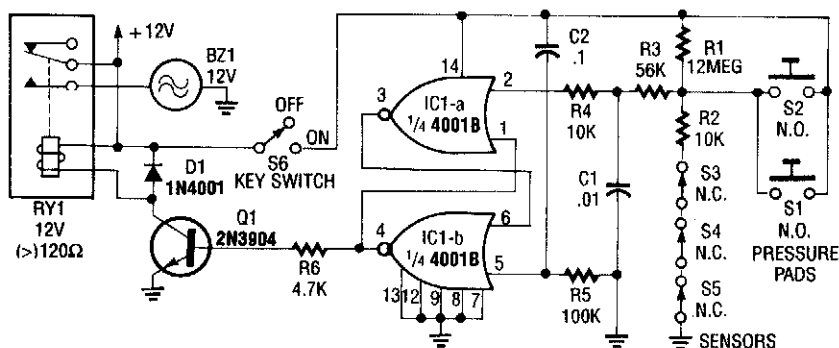 +12V
BZ1
12V
OFF
ON
S6
KEY SWITCH
D1
1N4001
RY1
12V
(>)120Ω
Q1
2N3904
R6
4.7K
14
3
IC1-a
1/4 4001B
2
1
4
IC1-b
1/4 4001B
6
5
13 12 9 8 7
C2
.1
R4
10K
R3
56K
C1
.01
R5
100K
R1
12MEG
R2
10K
S3
N.C.
S4
N.C.
S5
N.C.
SENSORS
S2
N.O.
S1
N.O.
PRESSURE
PADS